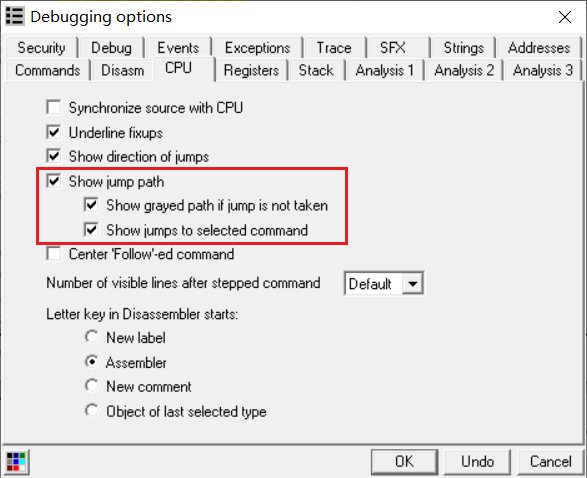 Debugging options
Security Debug Events Exceptions Trace SFX Strings Addresses
Commands Disasm CPU Registers Stack Analysis 1 Analysis 2 Analysis 3
Synchronize source with CPU
Underline fixups
Show direction of jumps
Show jump path
Show grayed path if jump is not taken
Show jumps to selected command
Center 'Follow'-ed command
Number of visible lines after stepped command Default
Letter key in Disassembler starts:
New label
Assembler
New comment
Object of last selected type
OK Undo Cancel